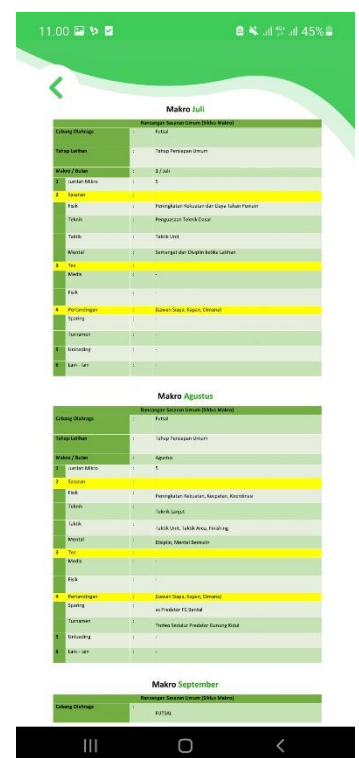 11.00 45%
Makro Juli
Rancangan Sasaran Umum (Siklus Makro)
Cabang Olahraga : Futsal
Tahap Latihan : Tahap Persiapan Umum
Makro / Bulan : 1 / Juli
1 Jumlah Mikro : 5
2 Sasaran :
Fisik : Peningkatan Kekuatan dan Daya Tahan Pemain
Teknik : Penguasaan Teknik Dasar
Taktik : Taktik Unit
Mental : Semangat dan Disiplin ketika Latihan
3 Tes :
Medis : -
Fisik : -
4 Pertandingan : (Lawan Siapa, Kapan, Dimana)
Sparing : -
Turnamen : -
5 Unloading : -
6 Lain - lain : -
Makro Agustus
Rancangan Sasaran Umum (Siklus Makro)
Cabang Olahraga : Futsal
Tahap Latihan : Tahap Persiapan Umum
Makro / Bulan : Agustus
1 Jumlah Mikro : 5
2 Sasaran :
Fisik : Peningkatan Kekuatan, Kecepatan, Koordinasi
Teknik : Teknik Lanjut
Taktik : Taktik Unit, Taktik Area, Finishing
Mental : Disiplin, Mental Bermain
3 Tes :
Medis : -
Fisik : -
4 Pertandingan : (Lawan Siapa, Kapan, Dimana)
Sparing : vs Predator FC Bantul
Turnamen : Trofeo Sedulur Predator Gunung Kidul
5 Unloading : -
6 Lain - lain : -
Makro September
Rancangan Sasaran Umum (Siklus Makro)
Cabang Olahraga : FUTSAL